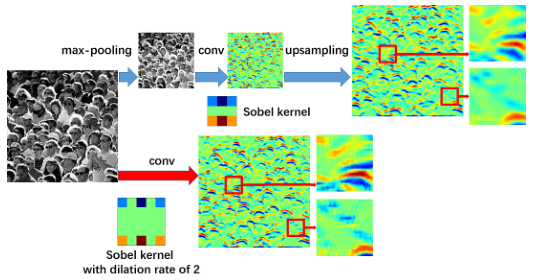 max-pooling
conv
upsampling
Sobel kernel
conv
Sobel kernel
with dilation rate of 2